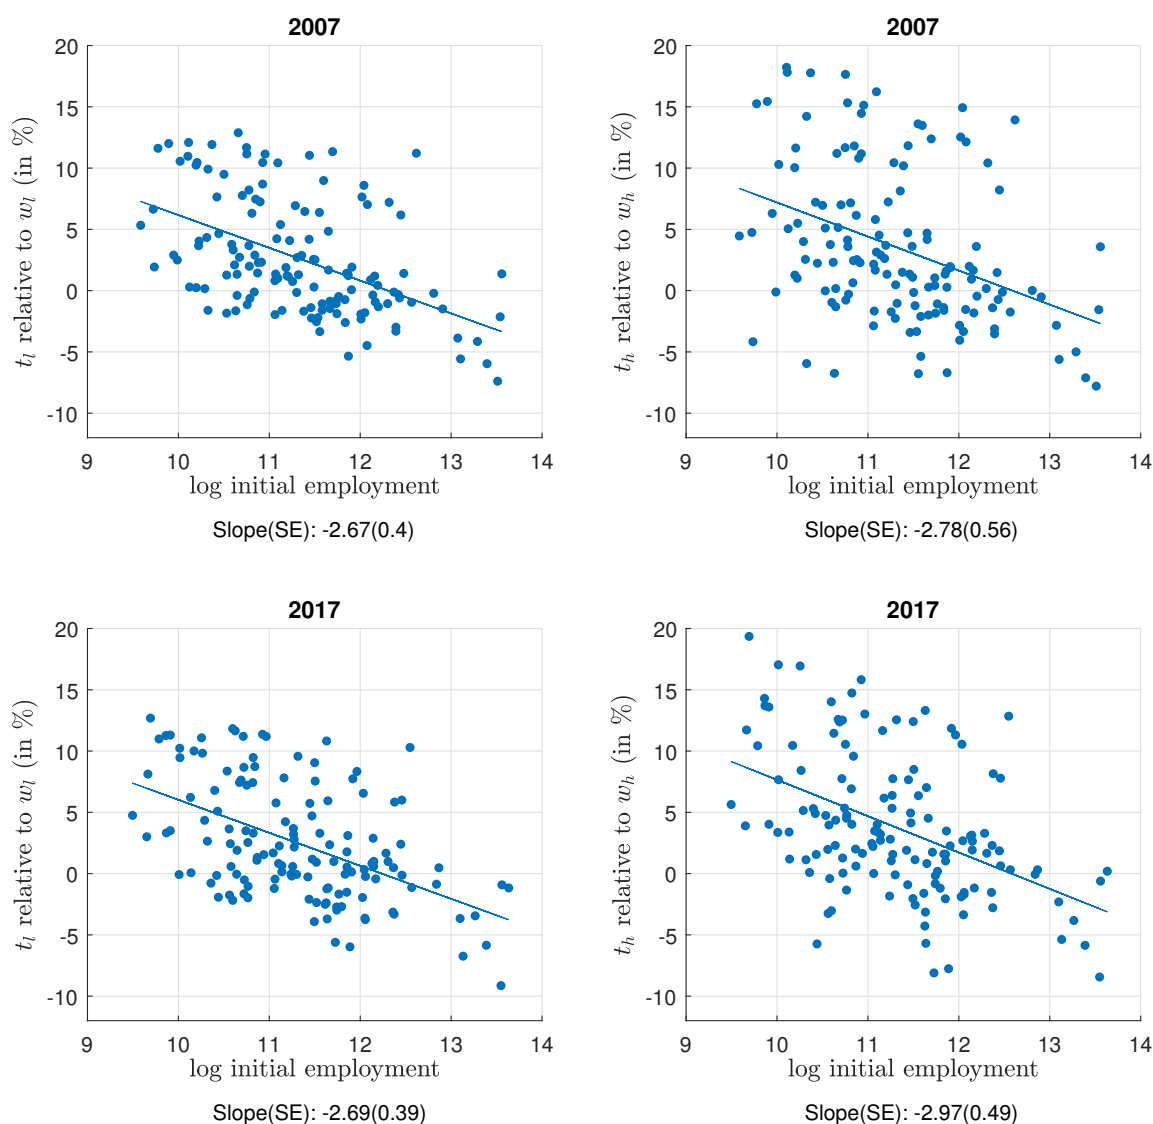 2007
20
15
10
5
0
-5
-10
t_l relative to w_l (in %)
9 10 11 12 13 14
log initial employment
Slope(SE): -2.67(0.4)
2007
20
15
10
5
0
-5
-10
t_h relative to w_h (in %)
9 10 11 12 13 14
log initial employment
Slope(SE): -2.78(0.56)
2017
20
15
10
5
0
-5
-10
t_l relative to w_l (in %)
9 10 11 12 13 14
log initial employment
Slope(SE): -2.69(0.39)
2017
20
15
10
5
0
-5
-10
t_h relative to w_h (in %)
9 10 11 12 13 14
log initial employment
Slope(SE): -2.97(0.49)